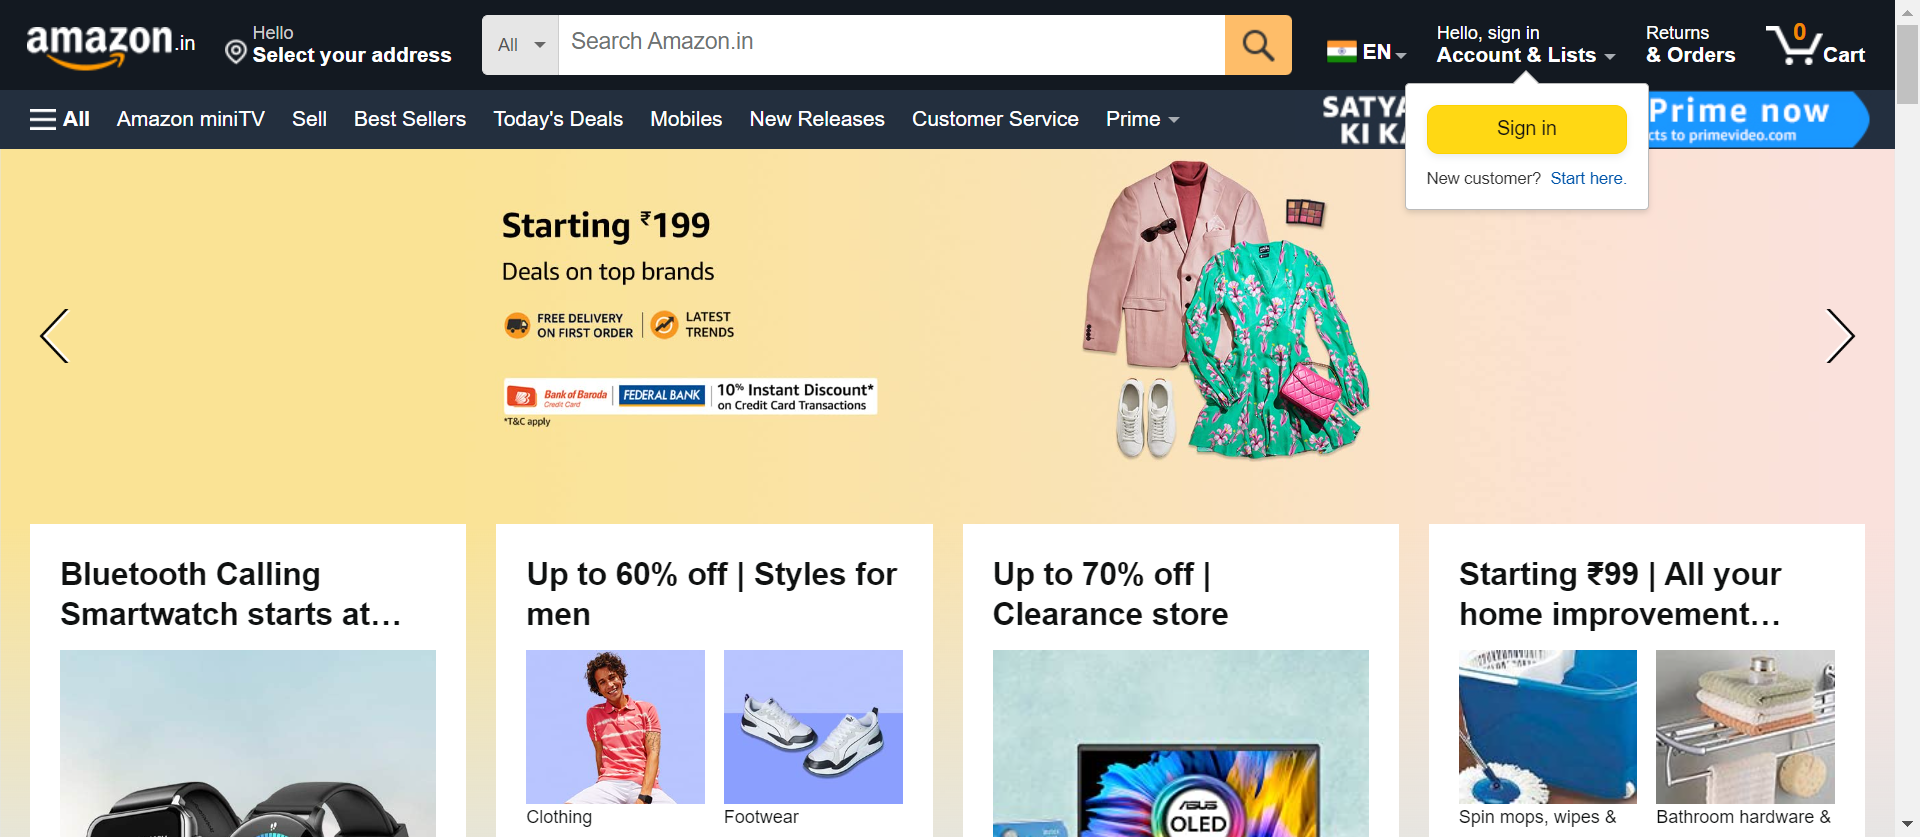 amazon.in
Hello
Select your address
All
Search Amazon.in
EN
Hello, sign in
Account & Lists
Returns
& Orders
0
Cart
All
Amazon miniTV
Sell
Best Sellers
Today's Deals
Mobiles
New Releases
Customer Service
Prime
SATYA
KI KA
Prime now
cts to primevideo.com
Sign in
New customer? Start here.
Starting ₹199
Deals on top brands
FREE DELIVERY
ON FIRST ORDER
LATEST
TRENDS
Bank of Baroda
Credit Card
FEDERAL BANK
10% Instant Discount*
on Credit Card Transactions
*T&C apply
Bluetooth Calling
Smartwatch starts at…
Up to 60% off | Styles for
men
Clothing
Footwear
Up to 70% off |
Clearance store
ASUS
OLED
Starting ₹99 | All your
home improvement…
Spin mops, wipes &
Bathroom hardware &